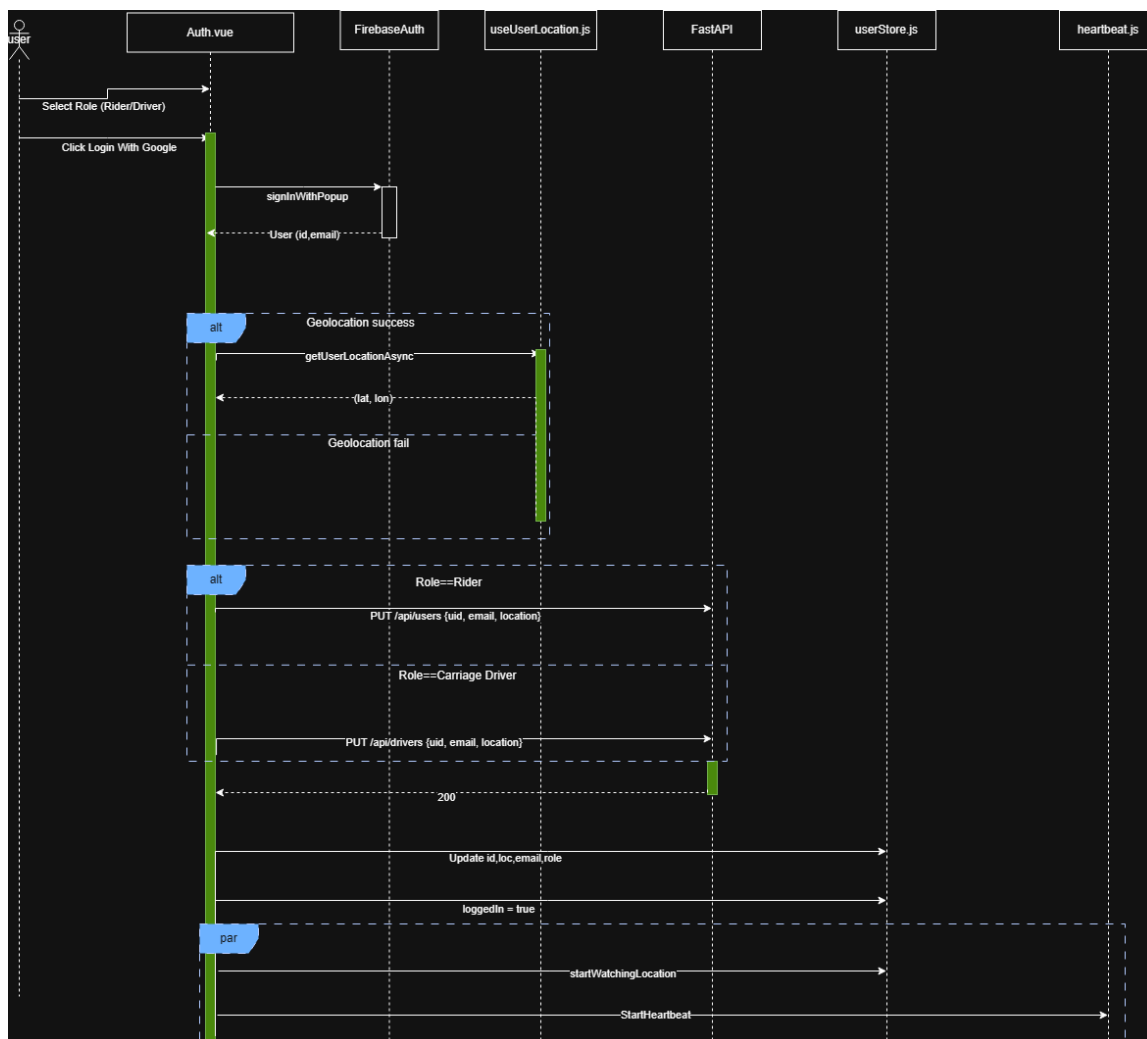 user
Auth.vue
FirebaseAuth
useUserLocation.js
FastAPI
userStore.js
heartbeat.js
Select Role (Rider/Driver)
Click Login With Google
signInWithPopup
User (id,email)
alt
Geolocation success
getUserLocationAsync
(lat, lon)
Geolocation fail
alt
Role==Rider
PUT /api/users {uid, email, location}
Role==Carriage Driver
PUT /api/drivers {uid, email, location}
200
Update id,loc,email,role
loggedIn = true
par
startWatchingLocation
StartHeartbeat